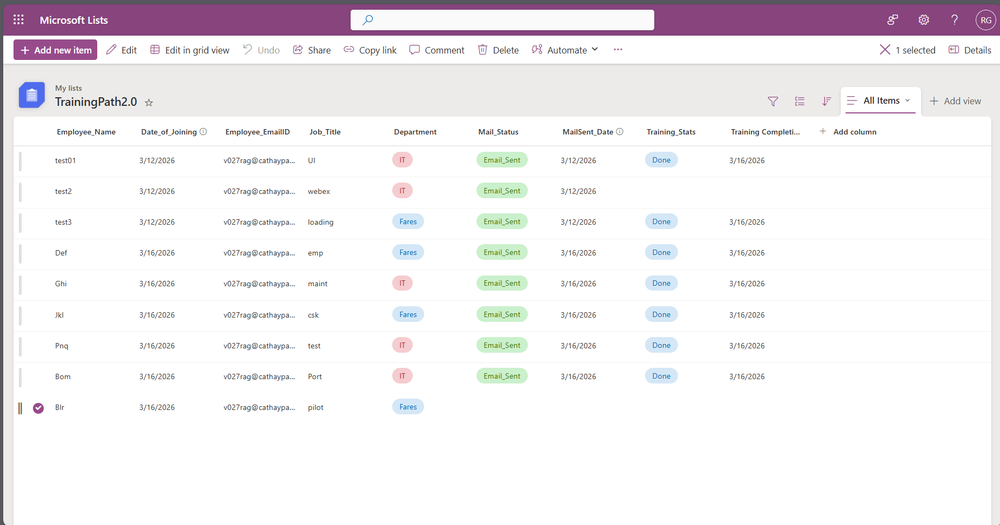 Microsoft Lists
RG
Add new item Edit Edit in grid view Undo Share Copy link Comment Delete Automate 1 selected Details
My lists
TrainingPath2.0
All Items Add view
Employee_Name Date_of_Joining Employee_EmailID Job_Title Department Mail_Status MailSent_Date Training_Stats Training Completi... Add column
test01 3/12/2026 v027rag@cathaypa... UI IT Email_Sent 3/12/2026 Done 3/16/2026
test2 3/12/2026 v027rag@cathaypa... webex IT Email_Sent 3/12/2026
test3 3/12/2026 v027rag@cathaypa... loading Fares Email_Sent 3/12/2026 Done 3/16/2026
Def 3/16/2026 v027rag@cathaypa... emp Fares Email_Sent 3/16/2026 Done 3/16/2026
Ghi 3/16/2026 v027rag@cathaypa... maint IT Email_Sent 3/16/2026 Done 3/16/2026
Jkl 3/16/2026 v027rag@cathaypa... csk Fares Email_Sent 3/16/2026 Done 3/16/2026
Pnq 3/16/2026 v027rag@cathaypa... test IT Email_Sent 3/16/2026 Done 3/16/2026
Bom 3/16/2026 v027rag@cathaypa... Port IT Email_Sent 3/16/2026 Done 3/16/2026
Blr 3/16/2026 v027rag@cathaypa... pilot Fares